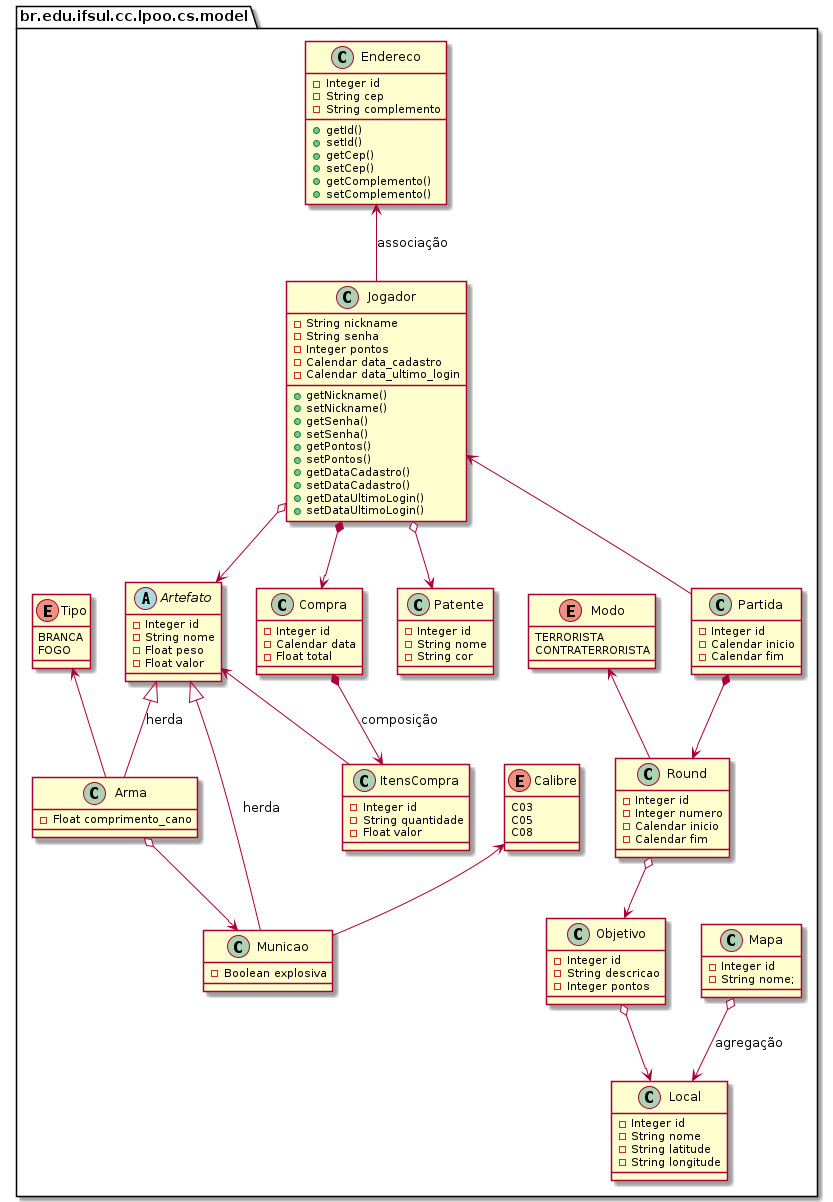 br.edu.ifsul.cc.lpoo.cs.model
C Endereco
Integer id
String cep
String complemento
getId()
setId()
getCep()
setCep()
getComplemento()
setComplemento()
associação
C Jogador
String nickname
String senha
Integer pontos
Calendar data_cadastro
Calendar data_ultimo_login
getNickname()
setNickname()
getSenha()
setSenha()
getPontos()
setPontos()
getDataCadastro()
setDataCadastro()
getDataUltimoLogin()
setDataUltimoLogin()
E Tipo
BRANCA
FOGO
A Artefato
Integer id
String nome
Float peso
Float valor
C Compra
Integer id
Calendar data
Float total
C Patente
Integer id
String nome
String cor
E Modo
TERRORISTA
CONTRATERRORISTA
C Partida
Integer id
Calendar inicio
Calendar fim
herda
composição
C Arma
Float comprimento_cano
herda
C ItensCompra
Integer id
String quantidade
Float valor
E Calibre
C03
C05
C08
C Round
Integer id
Integer numero
Calendar inicio
Calendar fim
C Municao
Boolean explosiva
C Objetivo
Integer id
String descricao
Integer pontos
C Mapa
Integer id
String nome;
agregação
C Local
Integer id
String nome
String latitude
String longitude